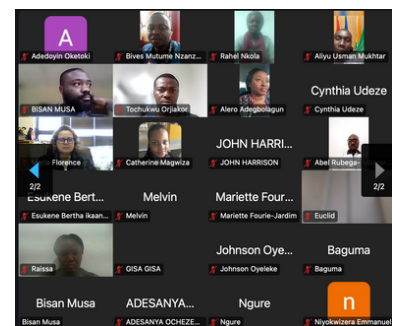 A
Adedoyin Oketoki
Bives Mutume Nzanz...
Rahel Nkola
Aliyu Usman Mukhtar
BISAN MUSA
Tochukwu Orjiakor
Alero Adegbolagun
Cynthia Udeze
Cynthia Udeze
Florence
Catherine Magwiza
JOHN HARRI...
JOHN HARRISON
Abel Rubega-
2/2
2/2
Esukene Bert...
Esukene Bertha ikaan...
Melvin
Melvin
Mariette Four...
Mariette Fourie-Jardim
Euclid
Raissa
GISA GISA
Johnson Oye...
Johnson Oyeleke
Baguma
Baguma
Bisan Musa
Bisan Musa
ADESANYA...
ADESANYA OCHEZE...
Ngure
Ngure
n
Niyokwizera Emmanuel